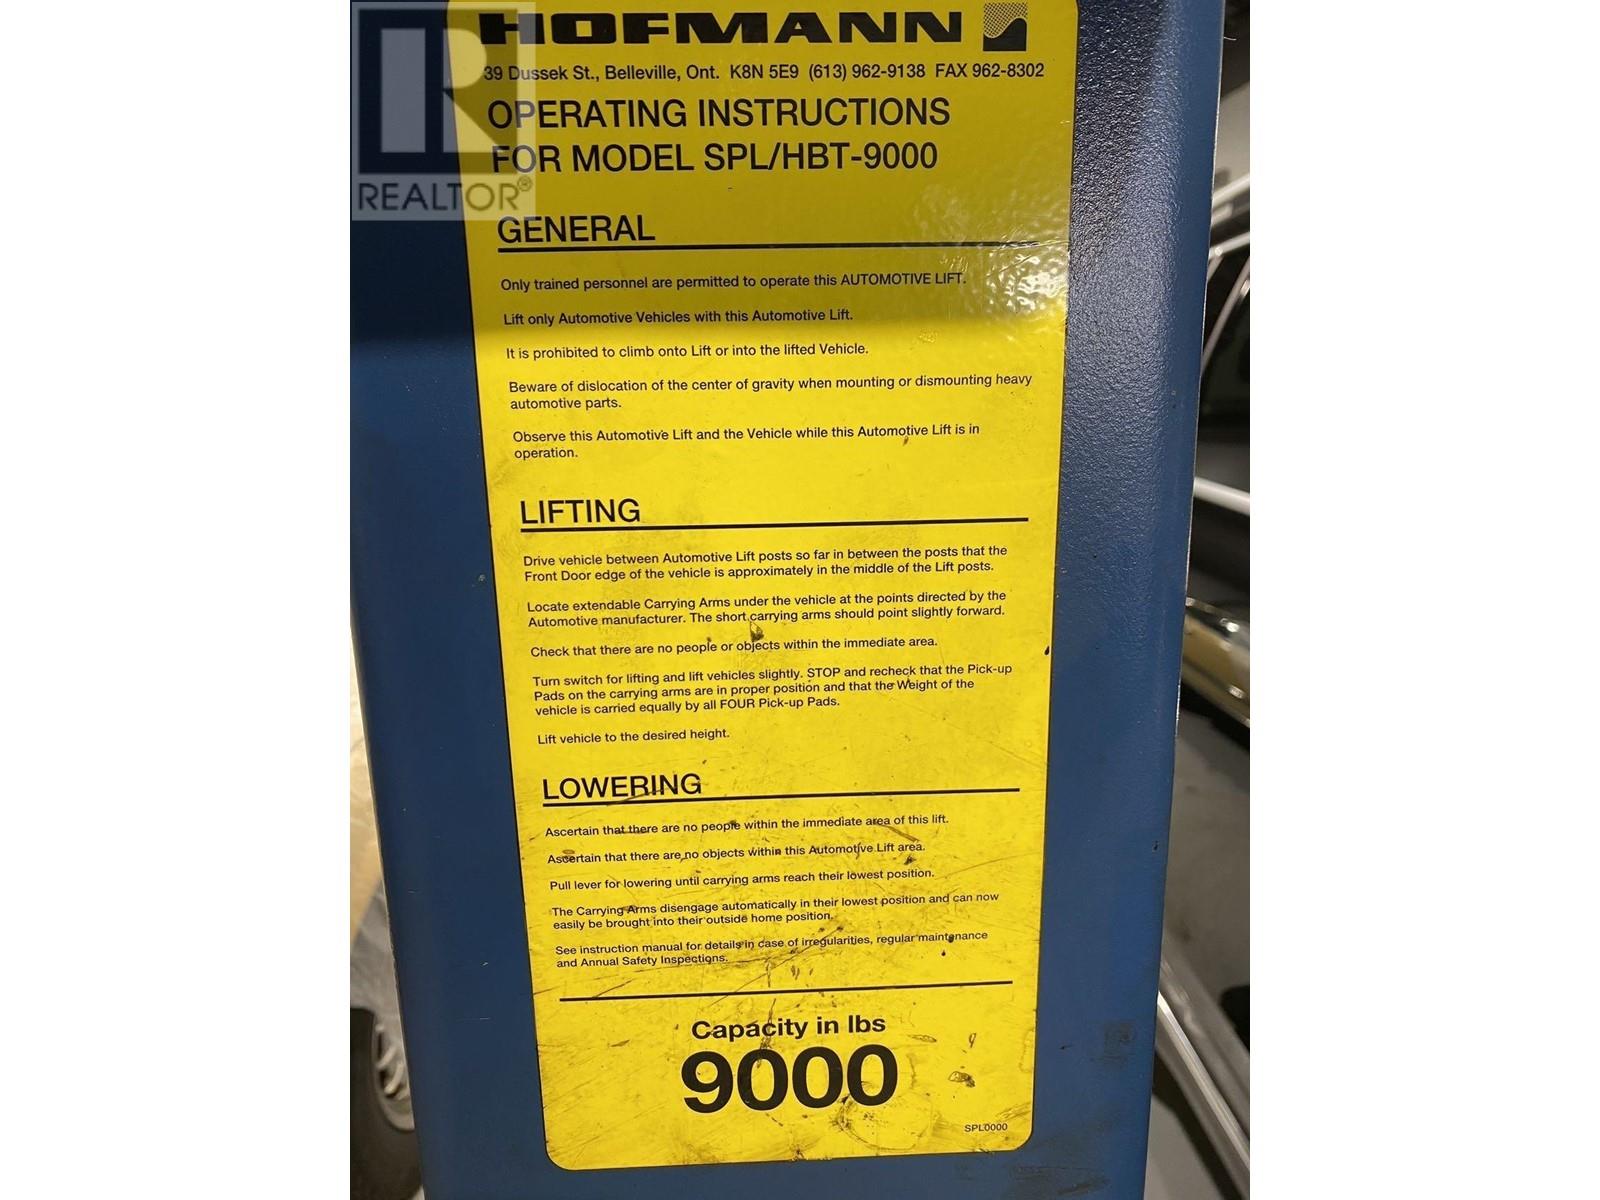 HOFMANN
39 Dussek St., Belleville, Ont. K8N 5E9 (613) 962-9138 FAX 962-8302
OPERATING INSTRUCTIONS
FOR MODEL SPL/HBT-9000
REALTOR®
GENERAL
Only trained personnel are permitted to operate this AUTOMOTIVE LIFT.
Lift only Automotive Vehicles with this Automotive Lift.
It is prohibited to climb onto Lift or into the lifted Vehicle.
Beware of dislocation of the center of gravity when mounting or dismounting heavy
automotive parts.
Observe this Automotive Lift and the Vehicle while this Automotive Lift is in
operation.
LIFTING
Drive vehicle between Automotive Lift posts so far in between the posts that the
Front Door edge of the vehicle is approximately in the middle of the Lift posts.
Locate extendable Carrying Arms under the vehicle at the points directed by the
Automotive manufacturer. The short carrying arms should point slightly forward.
Check that there are no people or objects within the immediate area.
Turn switch for lifting and lift vehicles slightly. STOP and recheck that the Pick-up
Pads on the carrying arms are in proper position and that the Weight of the
vehicle is carried equally by all FOUR Pick-up Pads.
Lift vehicle to the desired height.
LOWERING
Ascertain that there are no people within the immediate area of this lift.
Ascertain that there are no objects within this Automotive Lift area.
Pull lever for lowering until carrying arms reach their lowest position.
The Carrying Arms disengage automatically in their lowest position and can now
easily be brought into their outside home position.
See instruction manual for details in case of irregularities, regular maintenance
and Annual Safety Inspections.
Capacity in lbs
9000
SPL0000